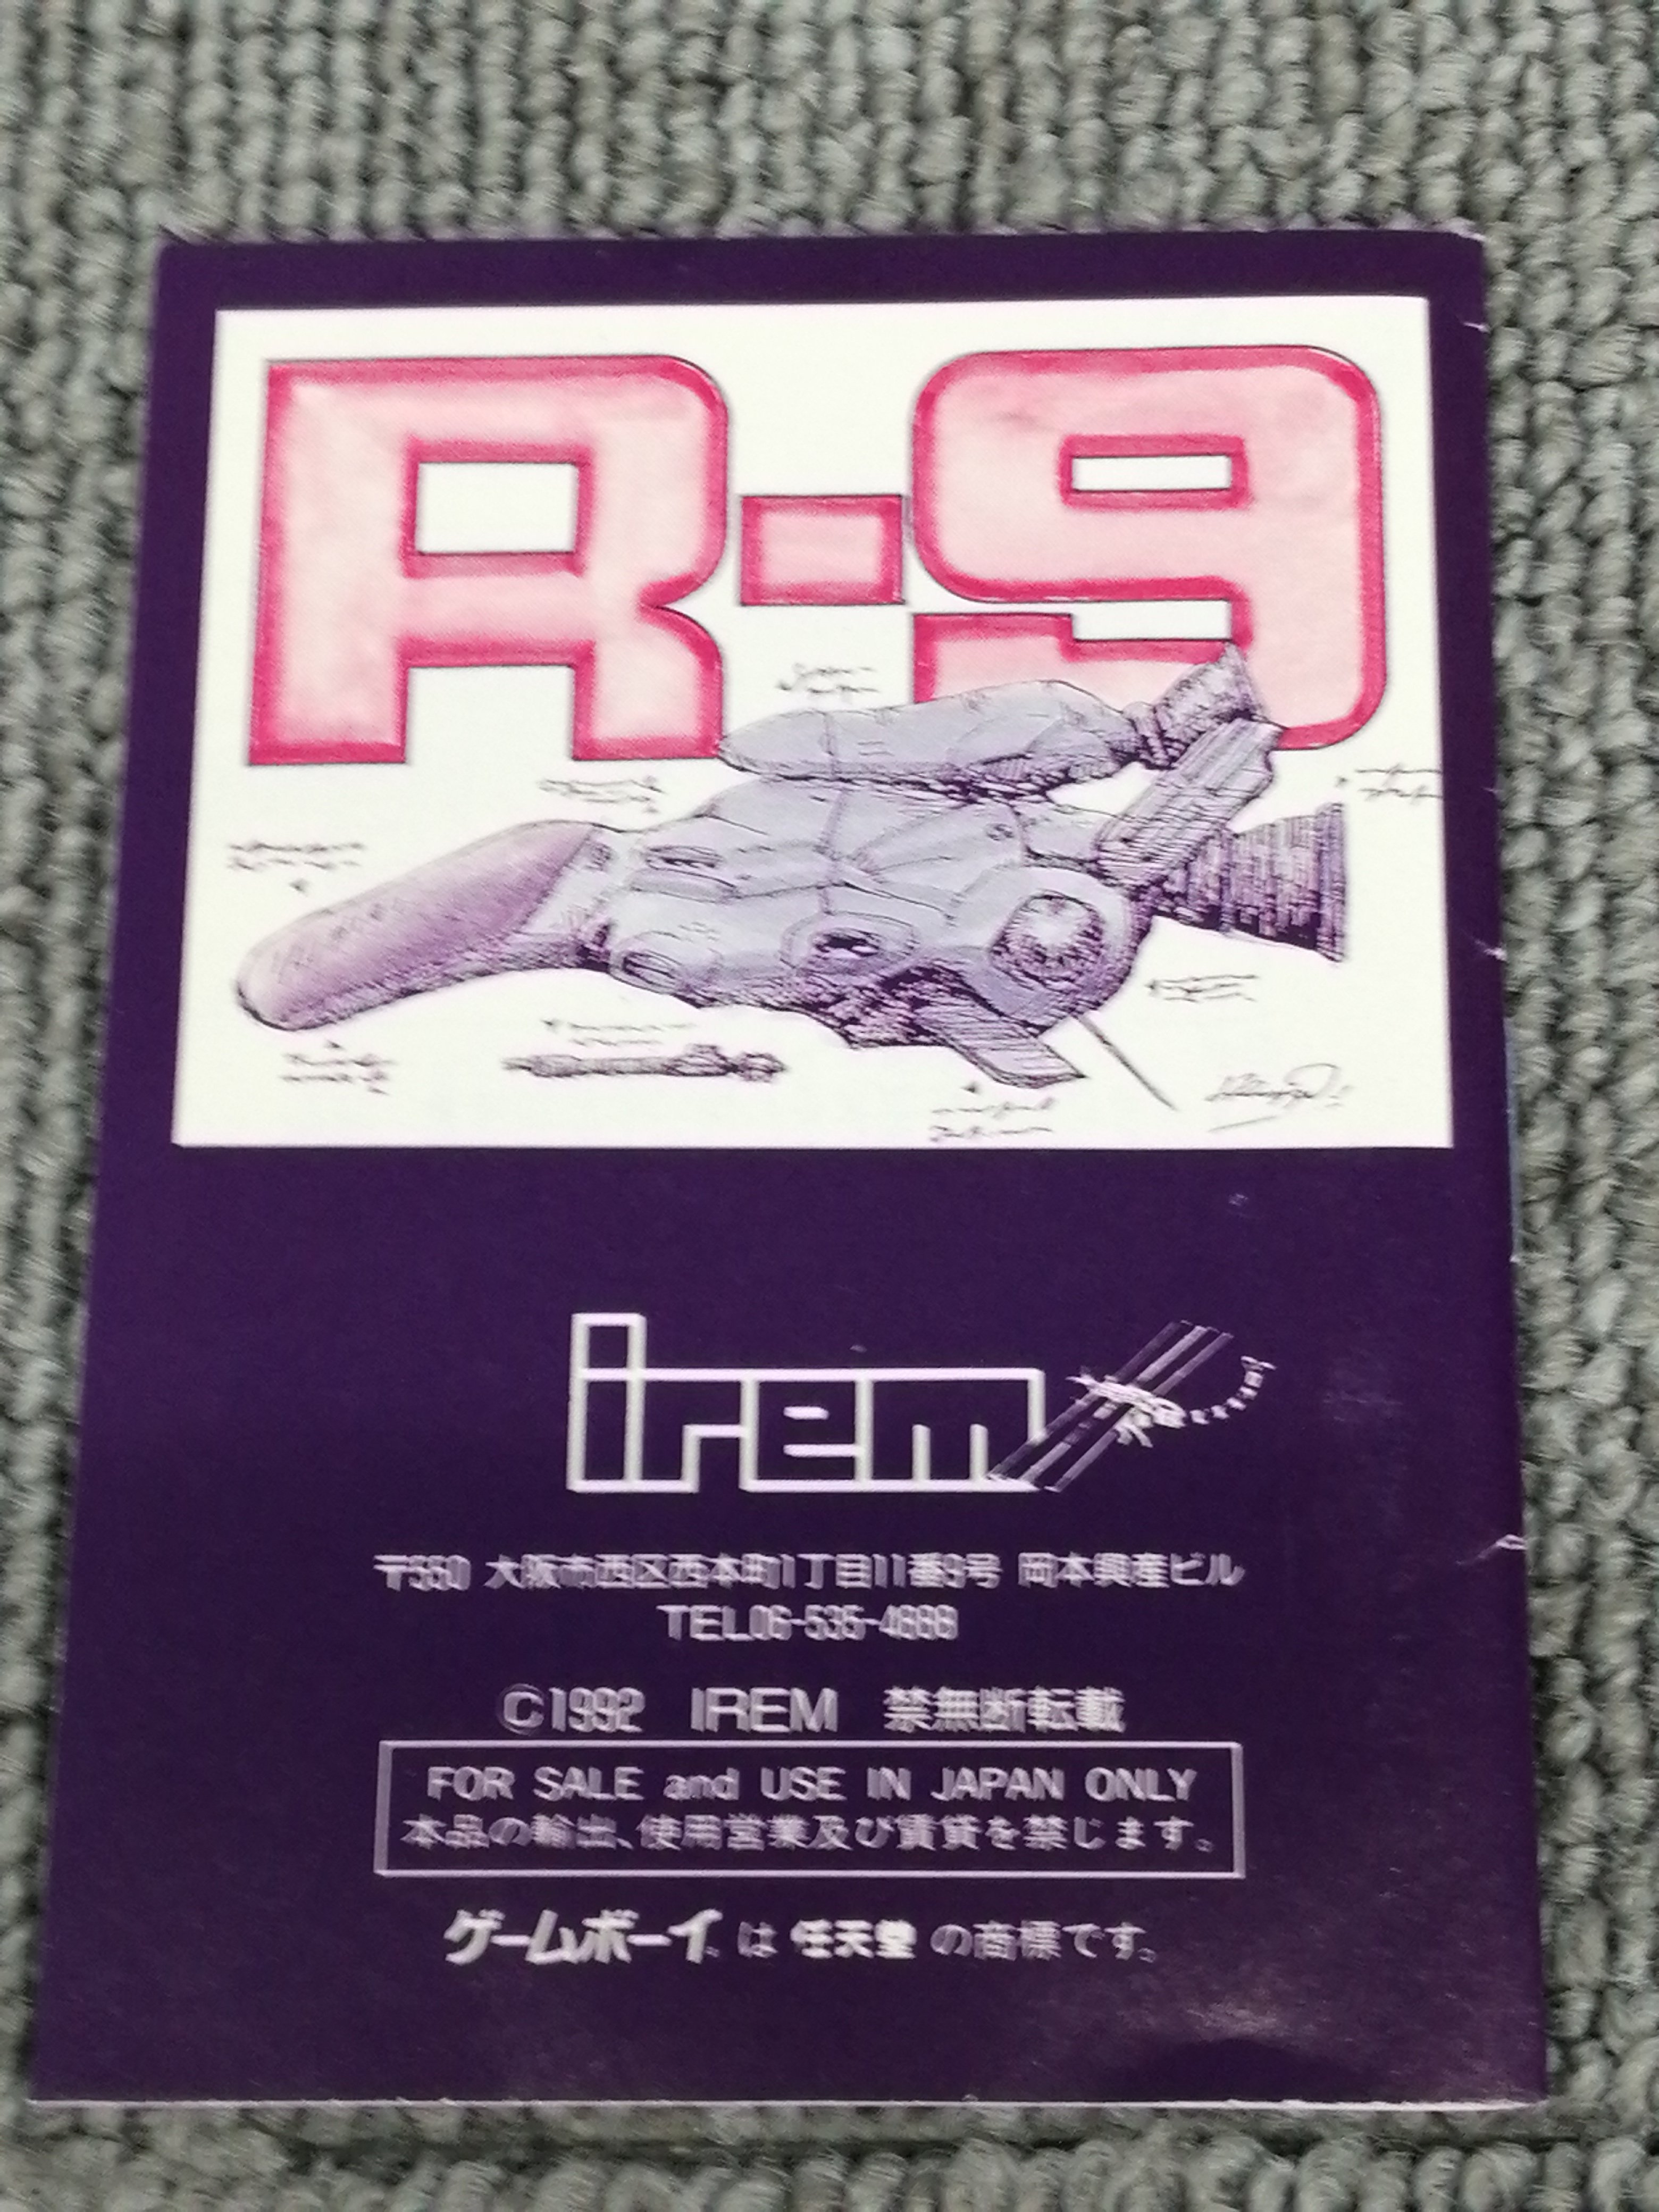 R-9
irem
〒550 大阪市西区西本町1丁目11番9号 岡本興産ビル
TEL06-535-4888
©1992 IREM 禁無断転載
FOR SALE and USE IN JAPAN ONLY
本品の輸出、使用営業及び賃貸を禁じます。
ゲームボーイは任天堂の商標です。